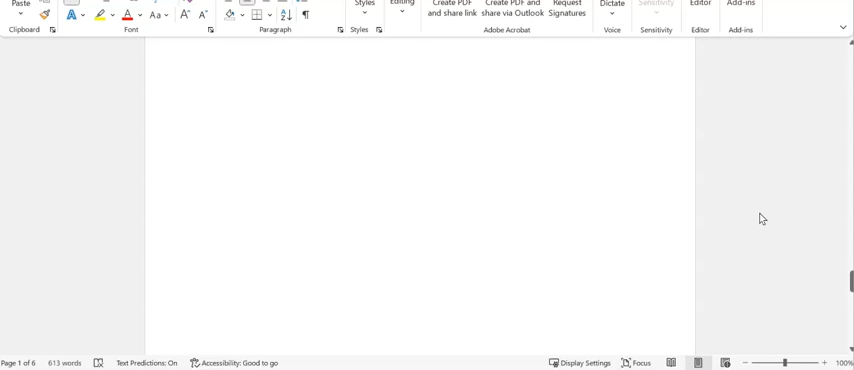 Paste Styles Editing Create PDF Create PDF and Request Dictate Sensitivity Editor Add-ins
and share link share via Outlook Signatures
Aa A A
Clipboard Font Paragraph Styles Adobe Acrobat Voice Sensitivity Editor Add-ins
Page 1 of 6 613 words Text Predictions: On Accessibility: Good to go Display Settings Focus 100%